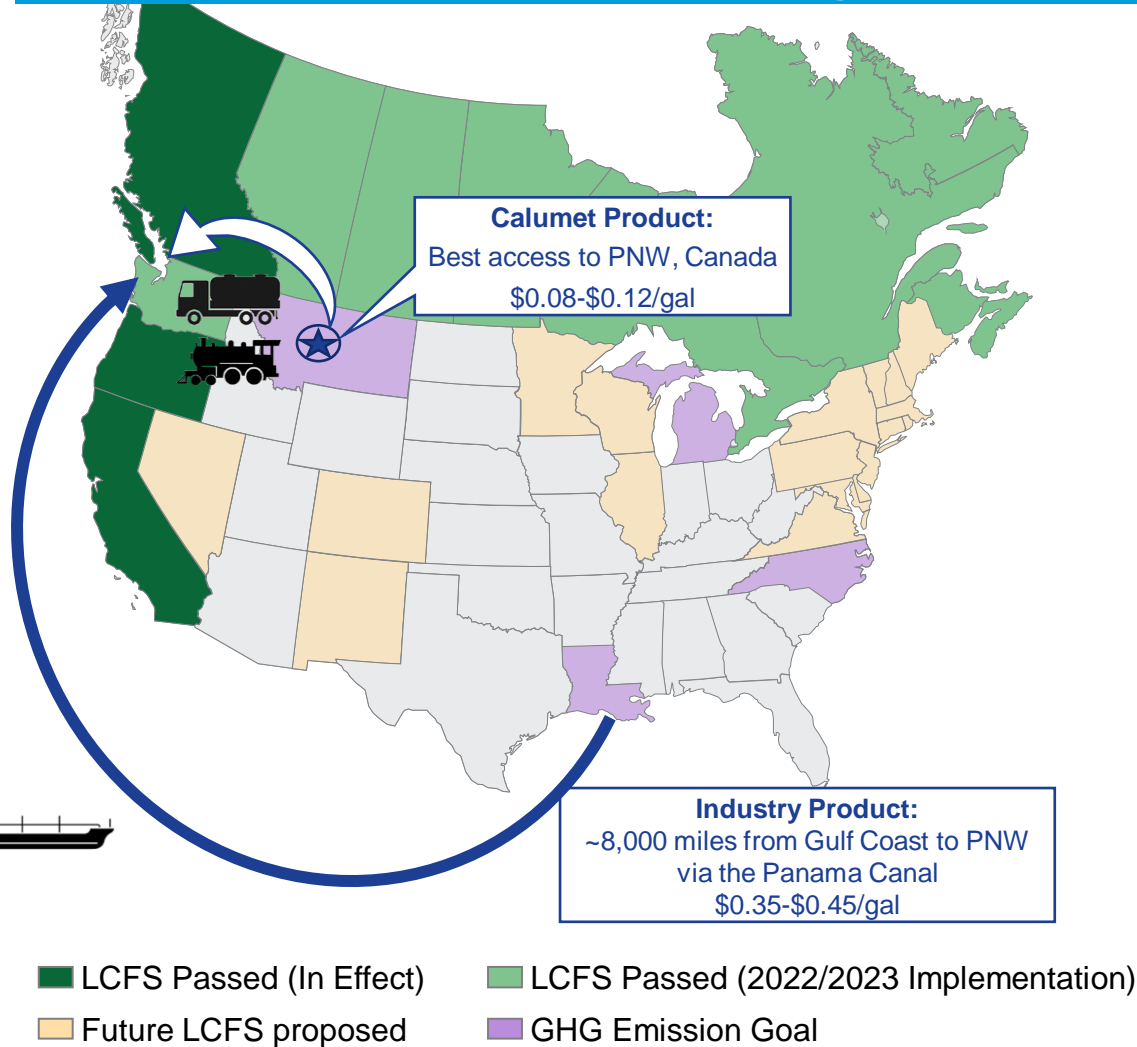 Calumet Product:
Best access to PNW, Canada
$0.08-$0.12/gal
Industry Product:
~8,000 miles from Gulf Coast to PNW
via the Panama Canal
$0.35-$0.45/gal
LCFS Passed (In Effect)
LCFS Passed (2022/2023 Implementation)
Future LCFS proposed
GHG Emission Goal